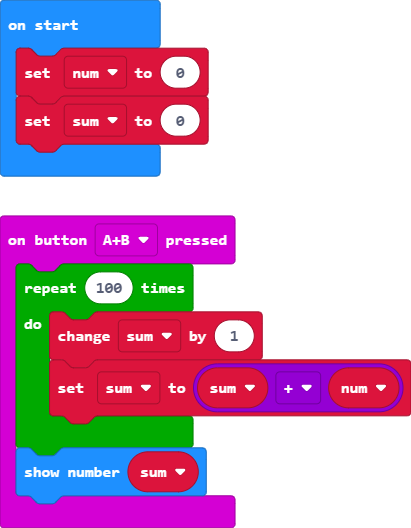 on start
set num to 0
set sum to 0
on button A+B pressed
repeat 100 times
do
change sum by 1
set sum to sum + num
show number sum